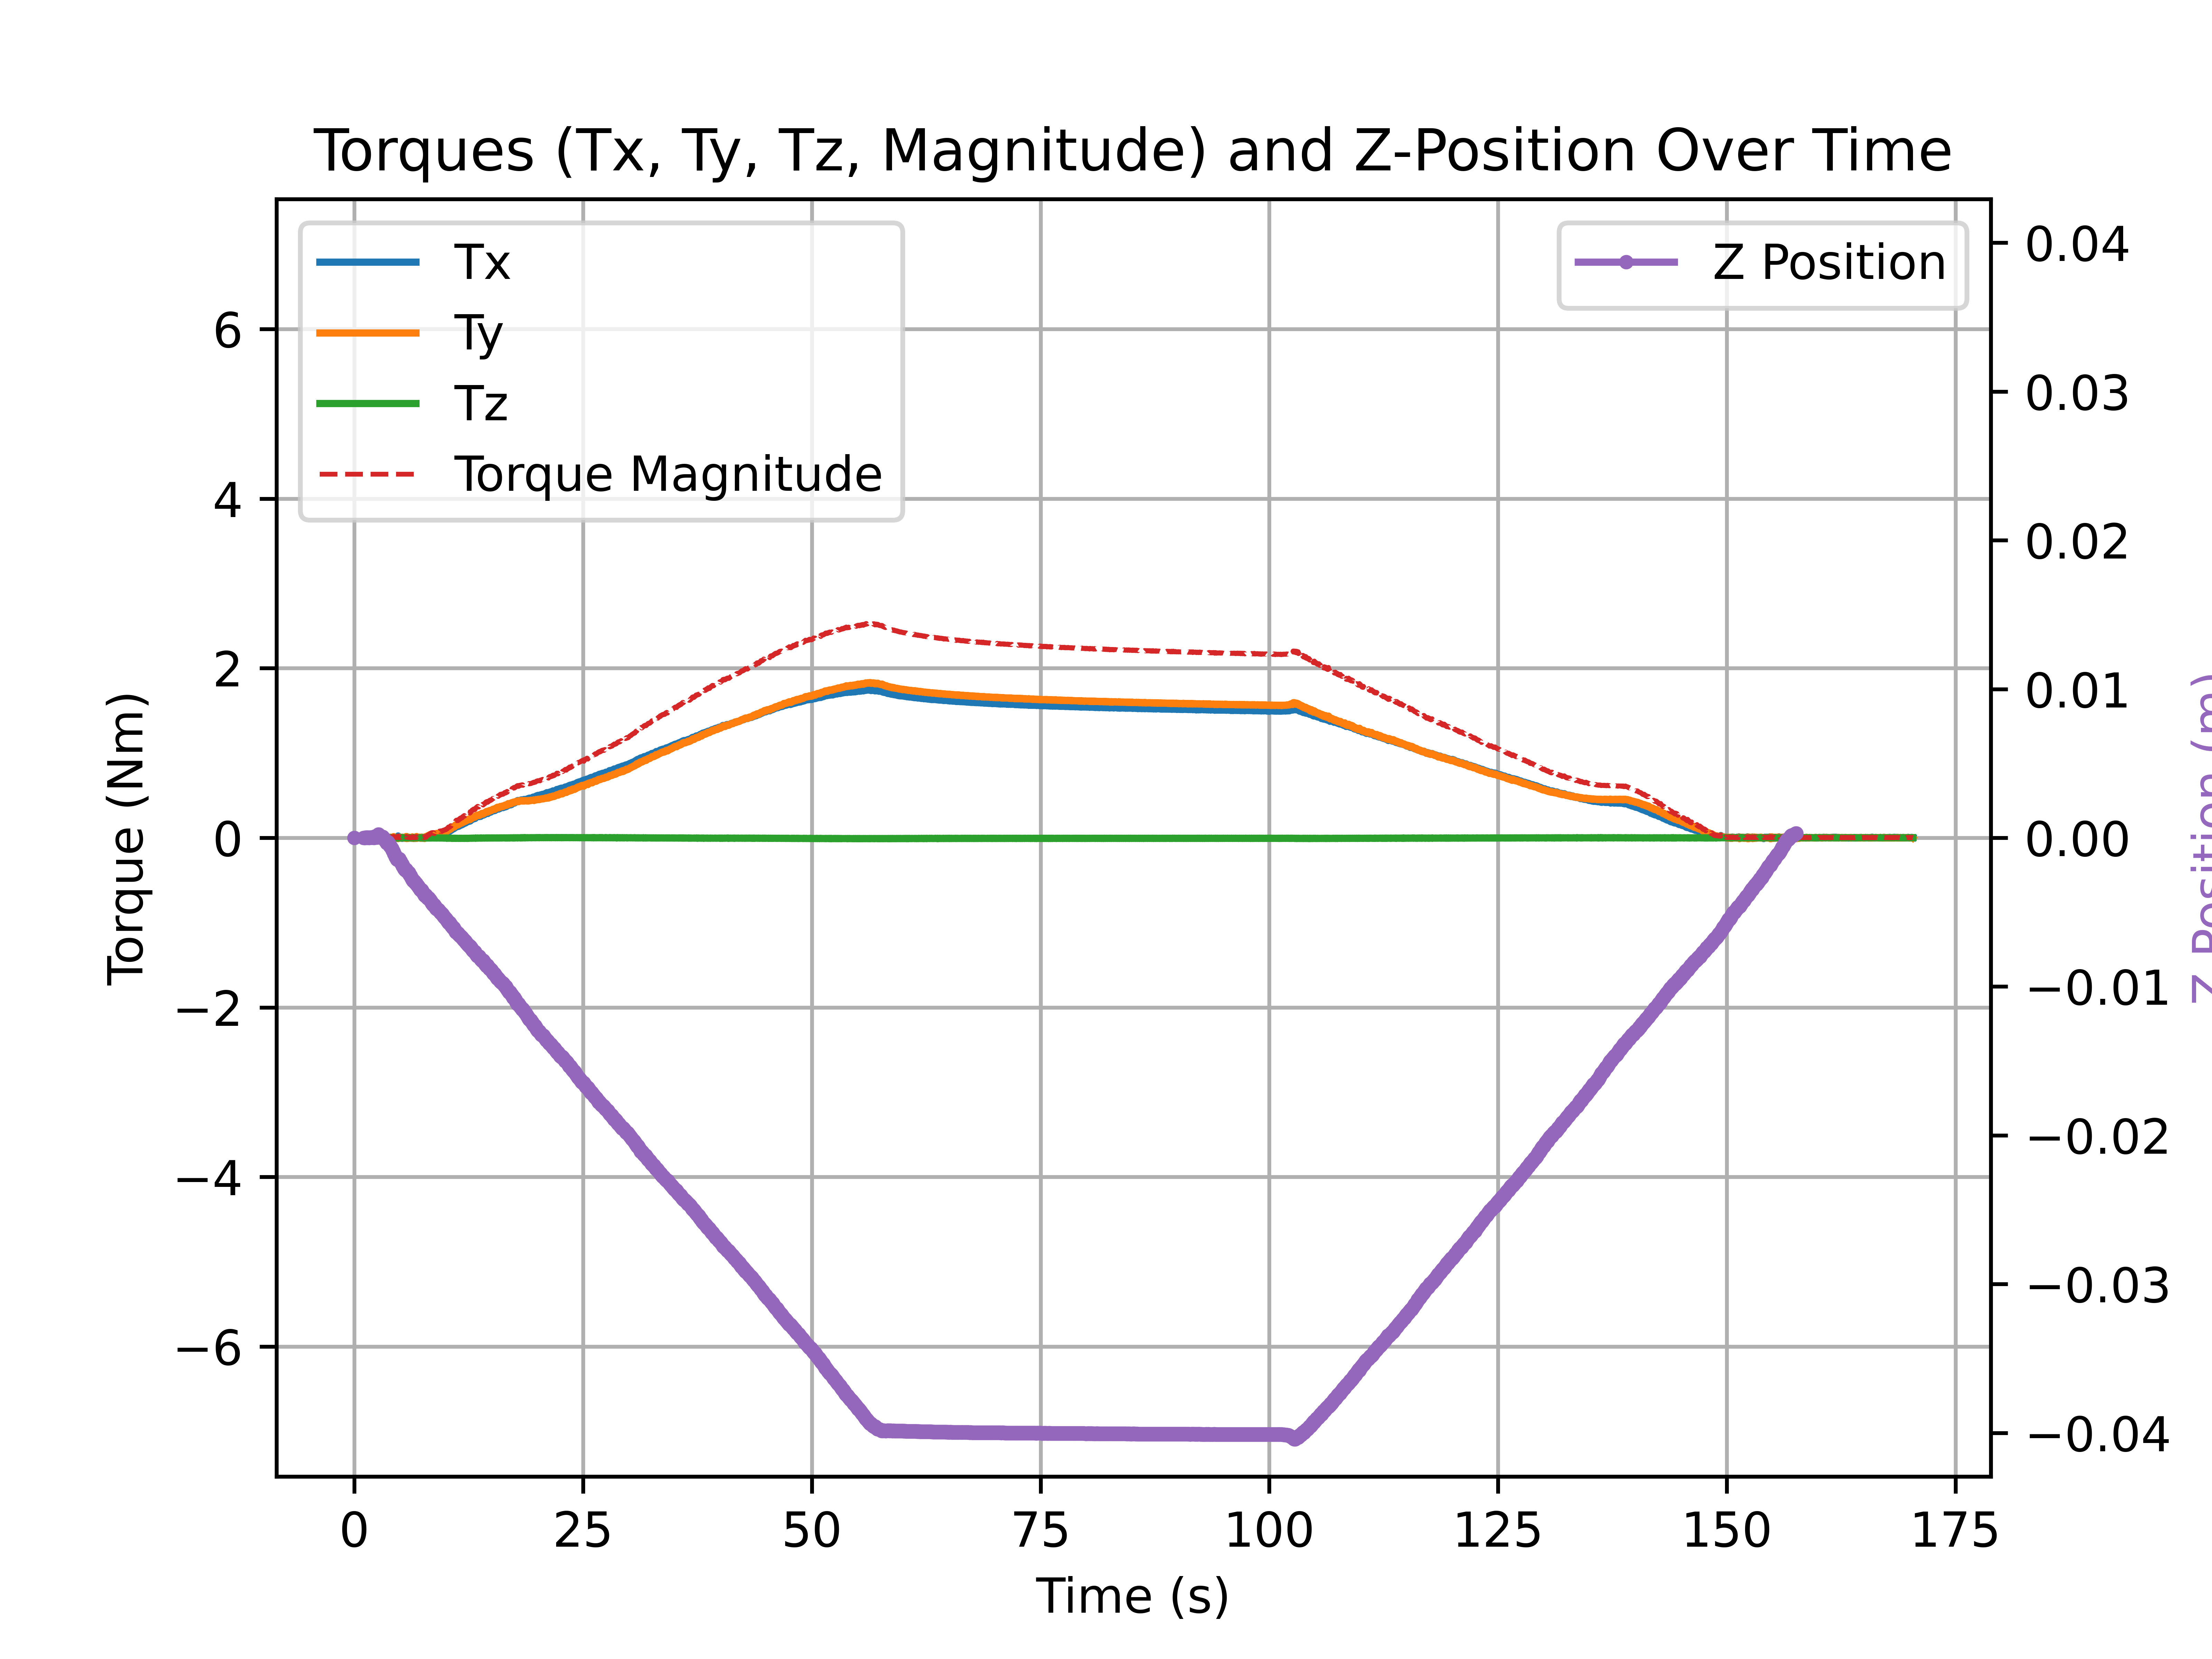 Torques (Tx, Ty, Tz, Magnitude) and Z-Position Over Time
Tx
Ty
Tz
Torque Magnitude
Z Position
6
4
2
0
−2
−4
−6
Torque (Nm)
0.04
0.03
0.02
0.01
0.00
−0.01
−0.02
−0.03
−0.04
Z Position (m)
0
25
50
75
100
125
150
175
Time (s)